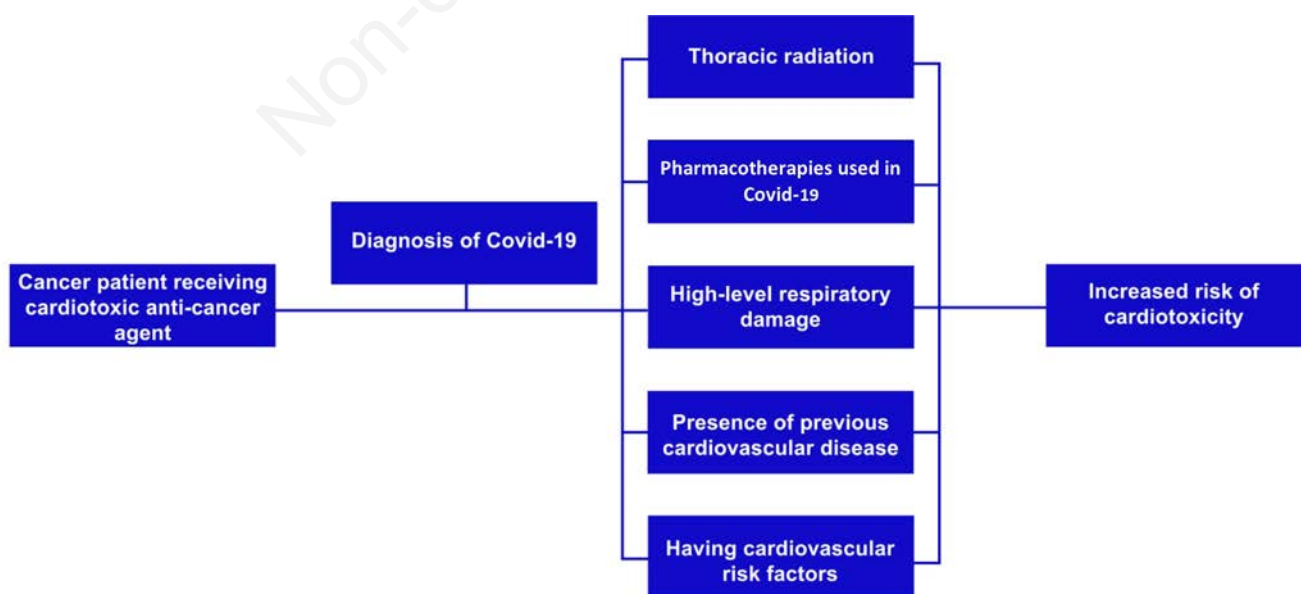 Non-
Thoracic radiation
Pharmacotherapies used in
Covid-19
Diagnosis of Covid-19
Cancer patient receiving
cardiotoxic anti-cancer
agent
High-level respiratory
damage
Increased risk of
cardiotoxicity
Presence of previous
cardiovascular disease
Having cardiovascular
risk factors